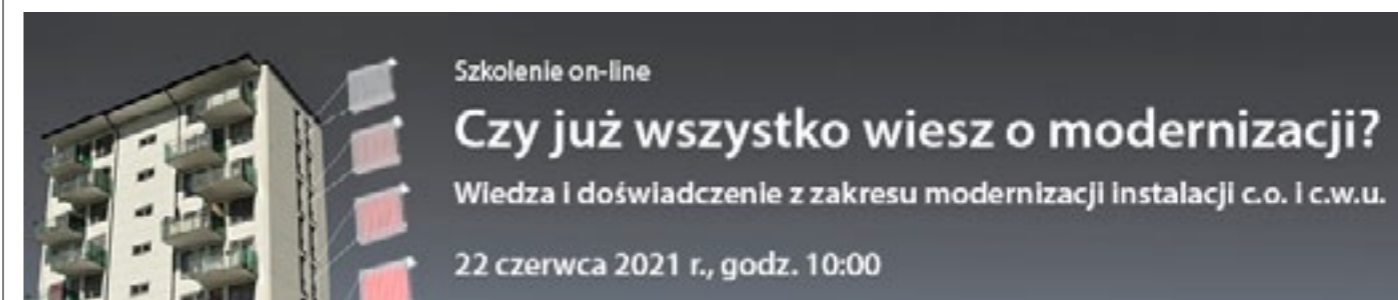 Szkolenie on-line
Czy już wszystko wiesz o modernizacji?
Wiedza i doświadczenie z zakresu modernizacji instalacji c.o. i c.w.u.
22 czerwca 2021 r., godz. 10:00